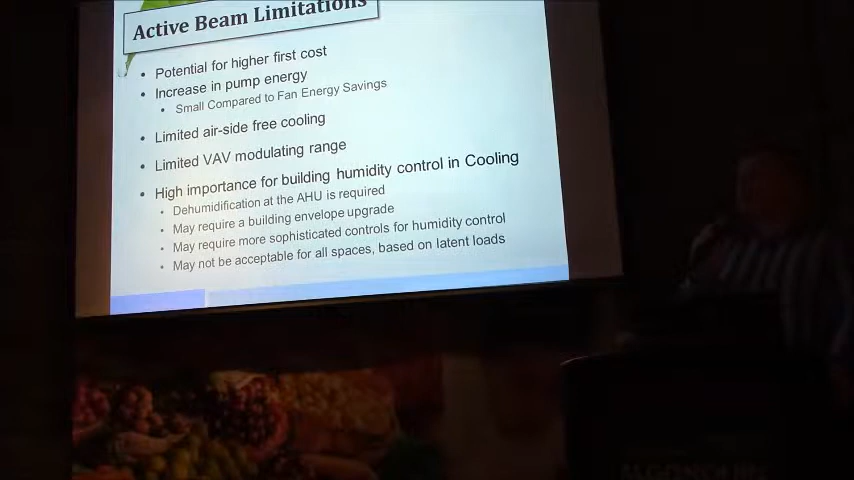 Active Beam Limitations
• Potential for higher first cost
• Increase in pump energy
• Small Compared to Fan Energy Savings
• Limited air-side free cooling
• Limited VAV modulating range
• High importance for building humidity control in Cooling
• Dehumidification at the AHU is required
• May require a building envelope upgrade
• May require more sophisticated controls for humidity control
• May not be acceptable for all spaces, based on latent loads